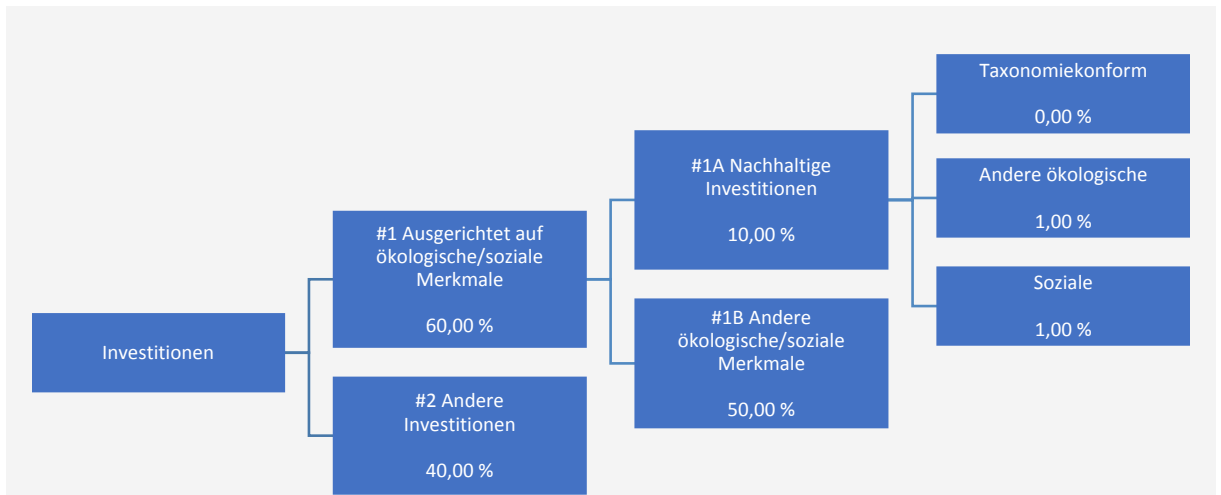 Investitionen
#1 Ausgerichtet auf
ökologische/soziale
Merkmale
60,00 %
#2 Andere
Investitionen
40,00 %
#1A Nachhaltige
Investitionen
10,00 %
#1B Andere
ökologische/soziale
Merkmale
50,00 %
Taxonomiekonform
0,00 %
Andere ökologische
1,00 %
Soziale
1,00 %